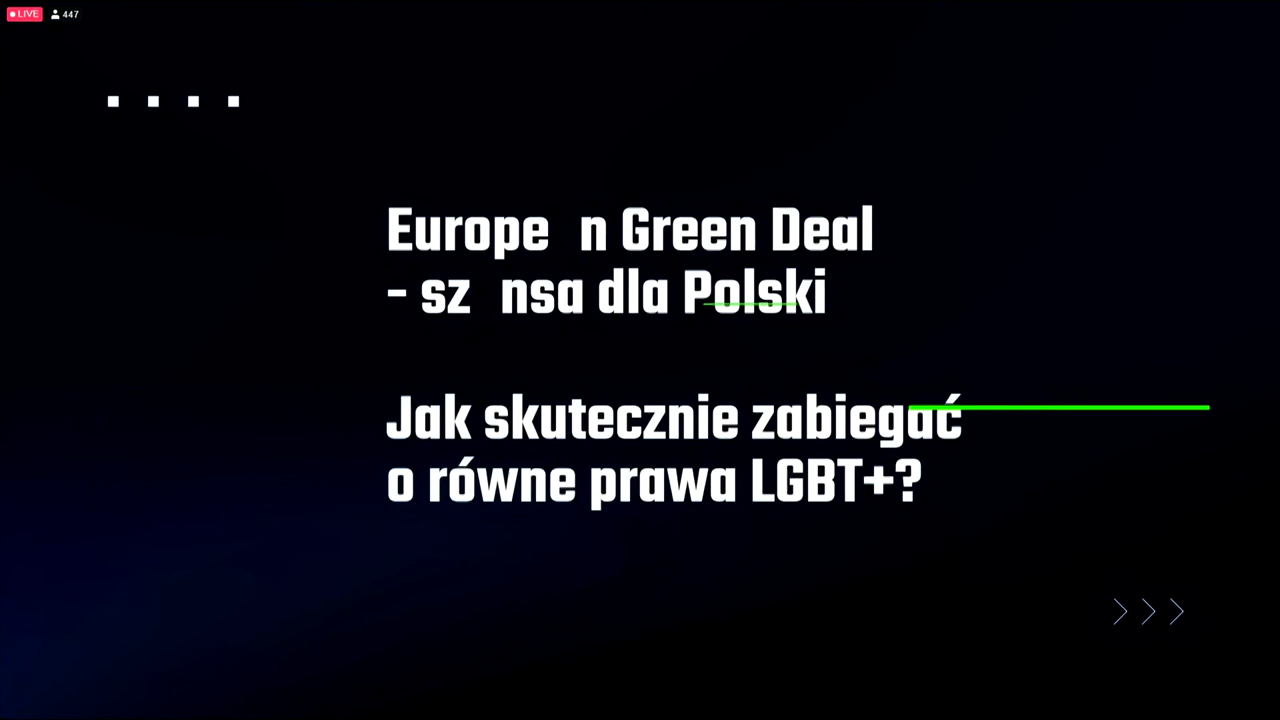 LIVE 447
Europe n Green Deal
- sz nsa dla Polski
Jak skutecznie zabiegać
o równe prawa LGBT+?